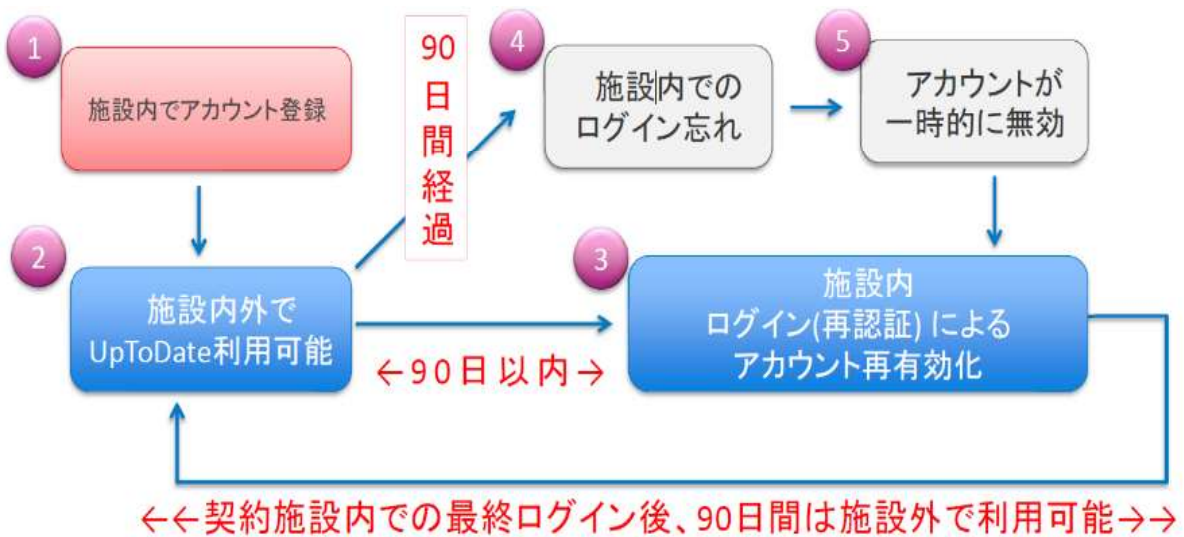 1
施設内でアカウント登録
90
日
間
経
過
4
施設内での
ログイン忘れ
5
アカウントが
一時的に無効
2
施設内外で
UpToDate利用可能
←90日以内→
3
施設内
ログイン(再認証) による
アカウント再有効化
←←契約施設内での最終ログイン後、90日間は施設外で利用可能→→